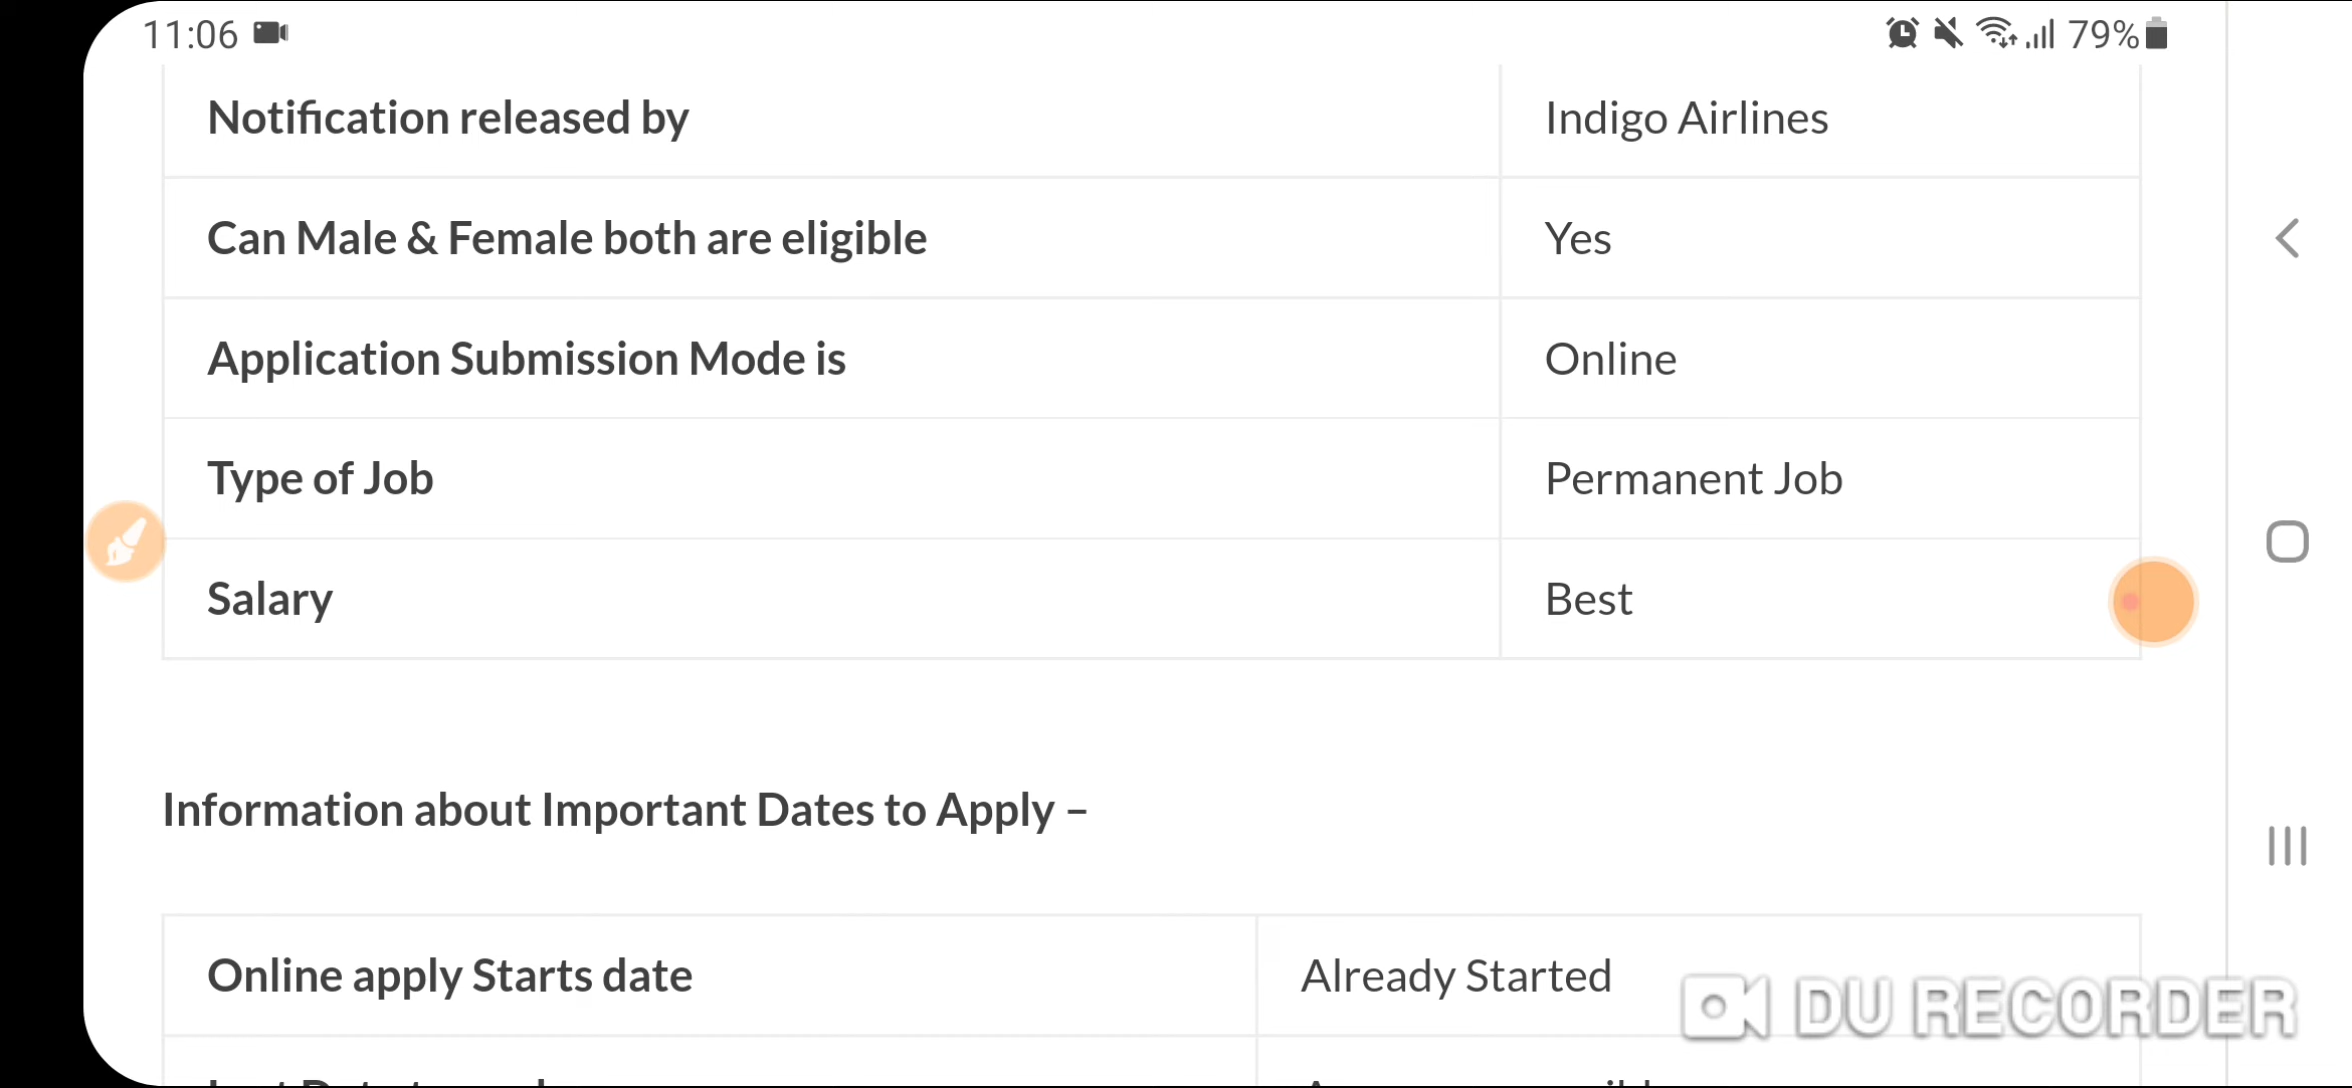 11:06 79%
Notification released by Indigo Airlines
Can Male & Female both are eligible Yes
Application Submission Mode is Online
Type of Job Permanent Job
Salary Best
Information about Important Dates to Apply –
Online apply Starts date Already Started
DU RECORDER